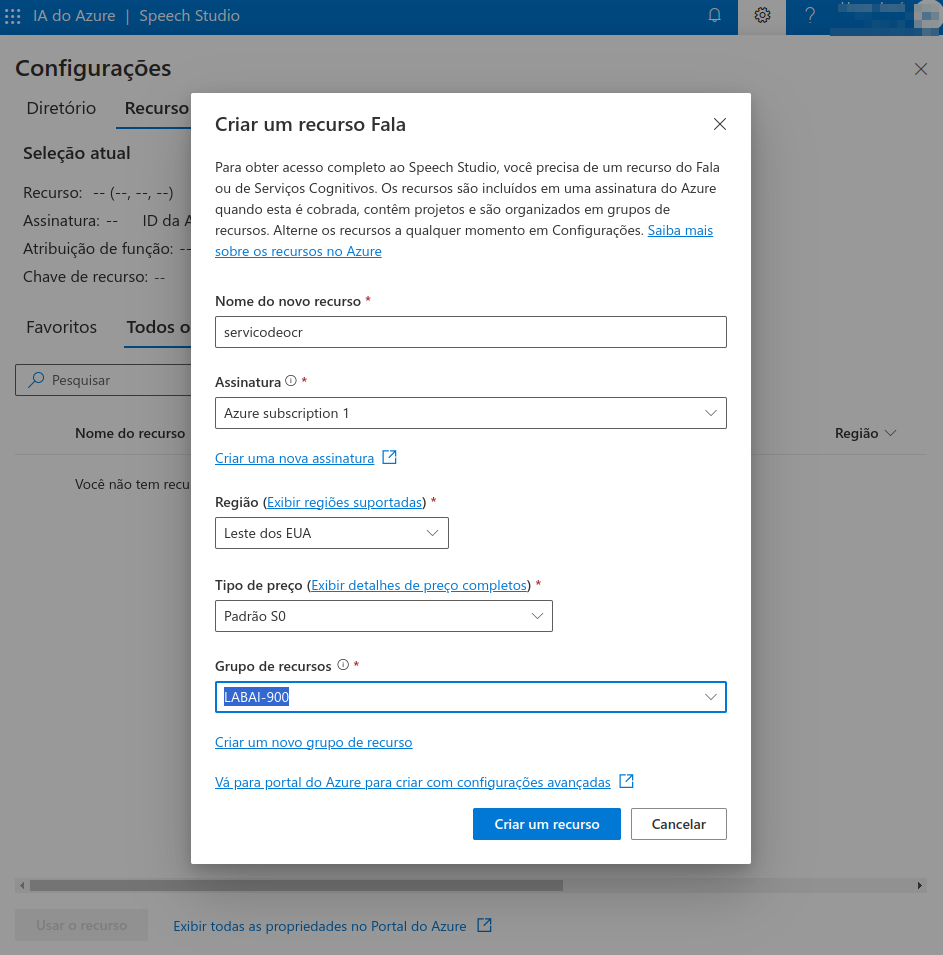 IA do Azure | Speech Studio
Configurações
Diretório Recurso
Seleção atual
Recurso: -- (--, --, --)
Assinatura: -- ID da A
Atribuição de função: --
Chave de recurso: --
Favoritos Todos o
Pesquisar
Nome do recurso Região
Você não tem recu
Criar um recurso Fala
Para obter acesso completo ao Speech Studio, você precisa de um recurso do Fala
ou de Serviços Cognitivos. Os recursos são incluídos em uma assinatura do Azure
quando esta é cobrada, contêm projetos e são organizados em grupos de
recursos. Alterne os recursos a qualquer momento em Configurações. Saiba mais
sobre os recursos no Azure
Nome do novo recurso *
servicodeocr
Assinatura *
Azure subscription 1
Criar uma nova assinatura
Região (Exibir regiões suportadas) *
Leste dos EUA
Tipo de preço (Exibir detalhes de preço completos) *
Padrão S0
Grupo de recursos *
LABAI-900
Criar um novo grupo de recurso
Vá para portal do Azure para criar com configurações avançadas
Criar um recurso Cancelar
Usar o recurso Exibir todas as propriedades no Portal do Azure